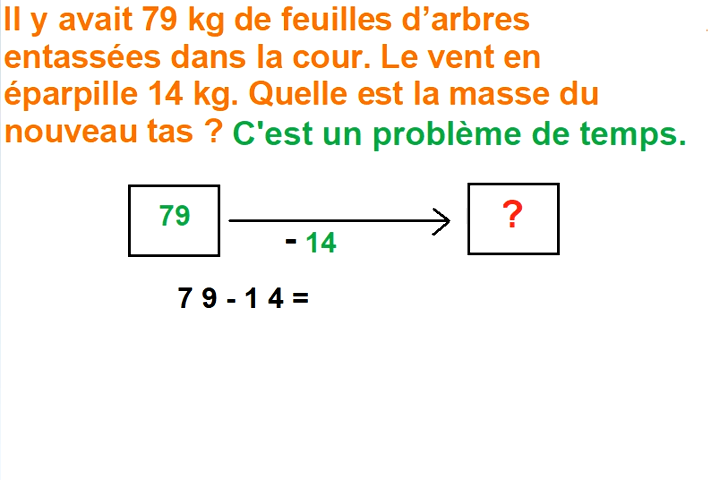 Il y avait 79 kg de feuilles d’arbres
entassées dans la cour. Le vent en
éparpille 14 kg. Quelle est la masse du
nouveau tas ? C'est un problème de temps.
79
?
- 14
7 9 - 1 4 =